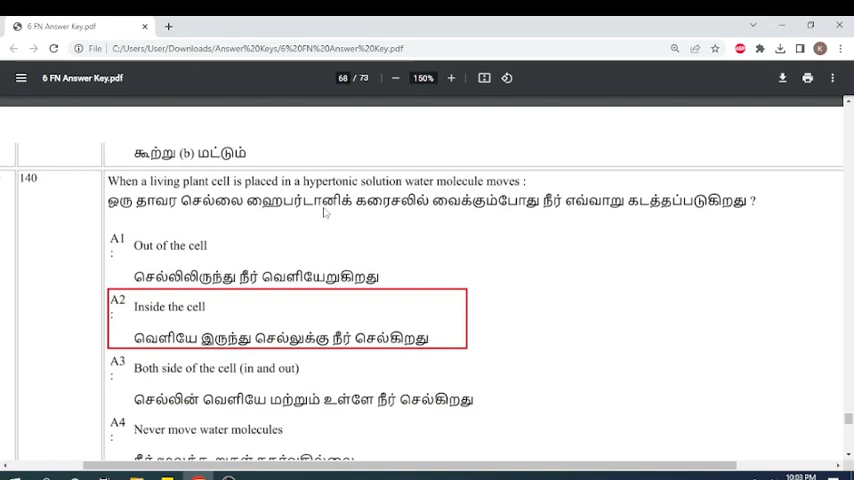 6 FN Answer Key.pdf
File C:/Users/User/Downloads/Answer%20Keys/6%20FN%20Answer%20Key.pdf
ABP
K
6 FN Answer Key.pdf
68 / 73
150%
கூற்று (b) மட்டும்
140
When a living plant cell is placed in a hypertonic solution water molecule moves :
ஒரு தாவர செல்லை ஹைபர்டானிக் கரைசலில் வைக்கும்போது நீர் எவ்வாறு கடத்தப்படுகிறது ?
A1 Out of the cell
:
செல்லிலிருந்து நீர் வெளியேறுகிறது
A2 Inside the cell
:
வெளியே இருந்து செல்லுக்கு நீர் செல்கிறது
A3 Both side of the cell (in and out)
:
செல்லின் வெளியே மற்றும் உள்ளே நீர் செல்கிறது
A4 Never move water molecules
:
10:03 PM